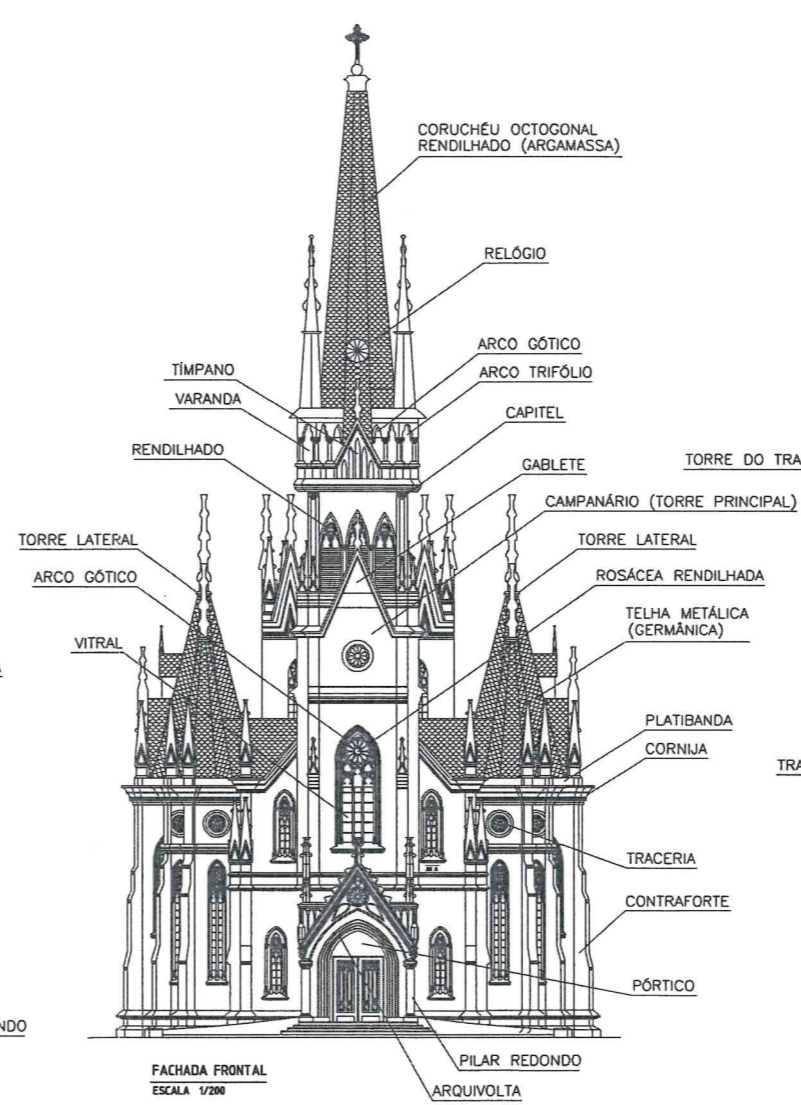 CORUCHÉU OCTOGONAL
RENDILHADO (ARGAMASSA)
RELÓGIO
ARCO GÓTICO
TÍMPANO
ARCO TRIFÓLIO
VARANDA
CAPITEL
RENDILHADO
GABLETE
TORRE DO TRA
CAMPANÁRIO (TORRE PRINCIPAL)
TORRE LATERAL
TORRE LATERAL
ARCO GÓTICO
ROSÁCEA RENDILHADA
TELHA METÁLICA
(GERMÂNICA)
VITRAL
PLATIBANDA
CORNIJA
TRA
TRACERIA
CONTRAFORTE
PÓRTICO
NDO
PILAR REDONDO
FACHADA FRONTAL
ESCALA 1/200
ARQUIVOLTA